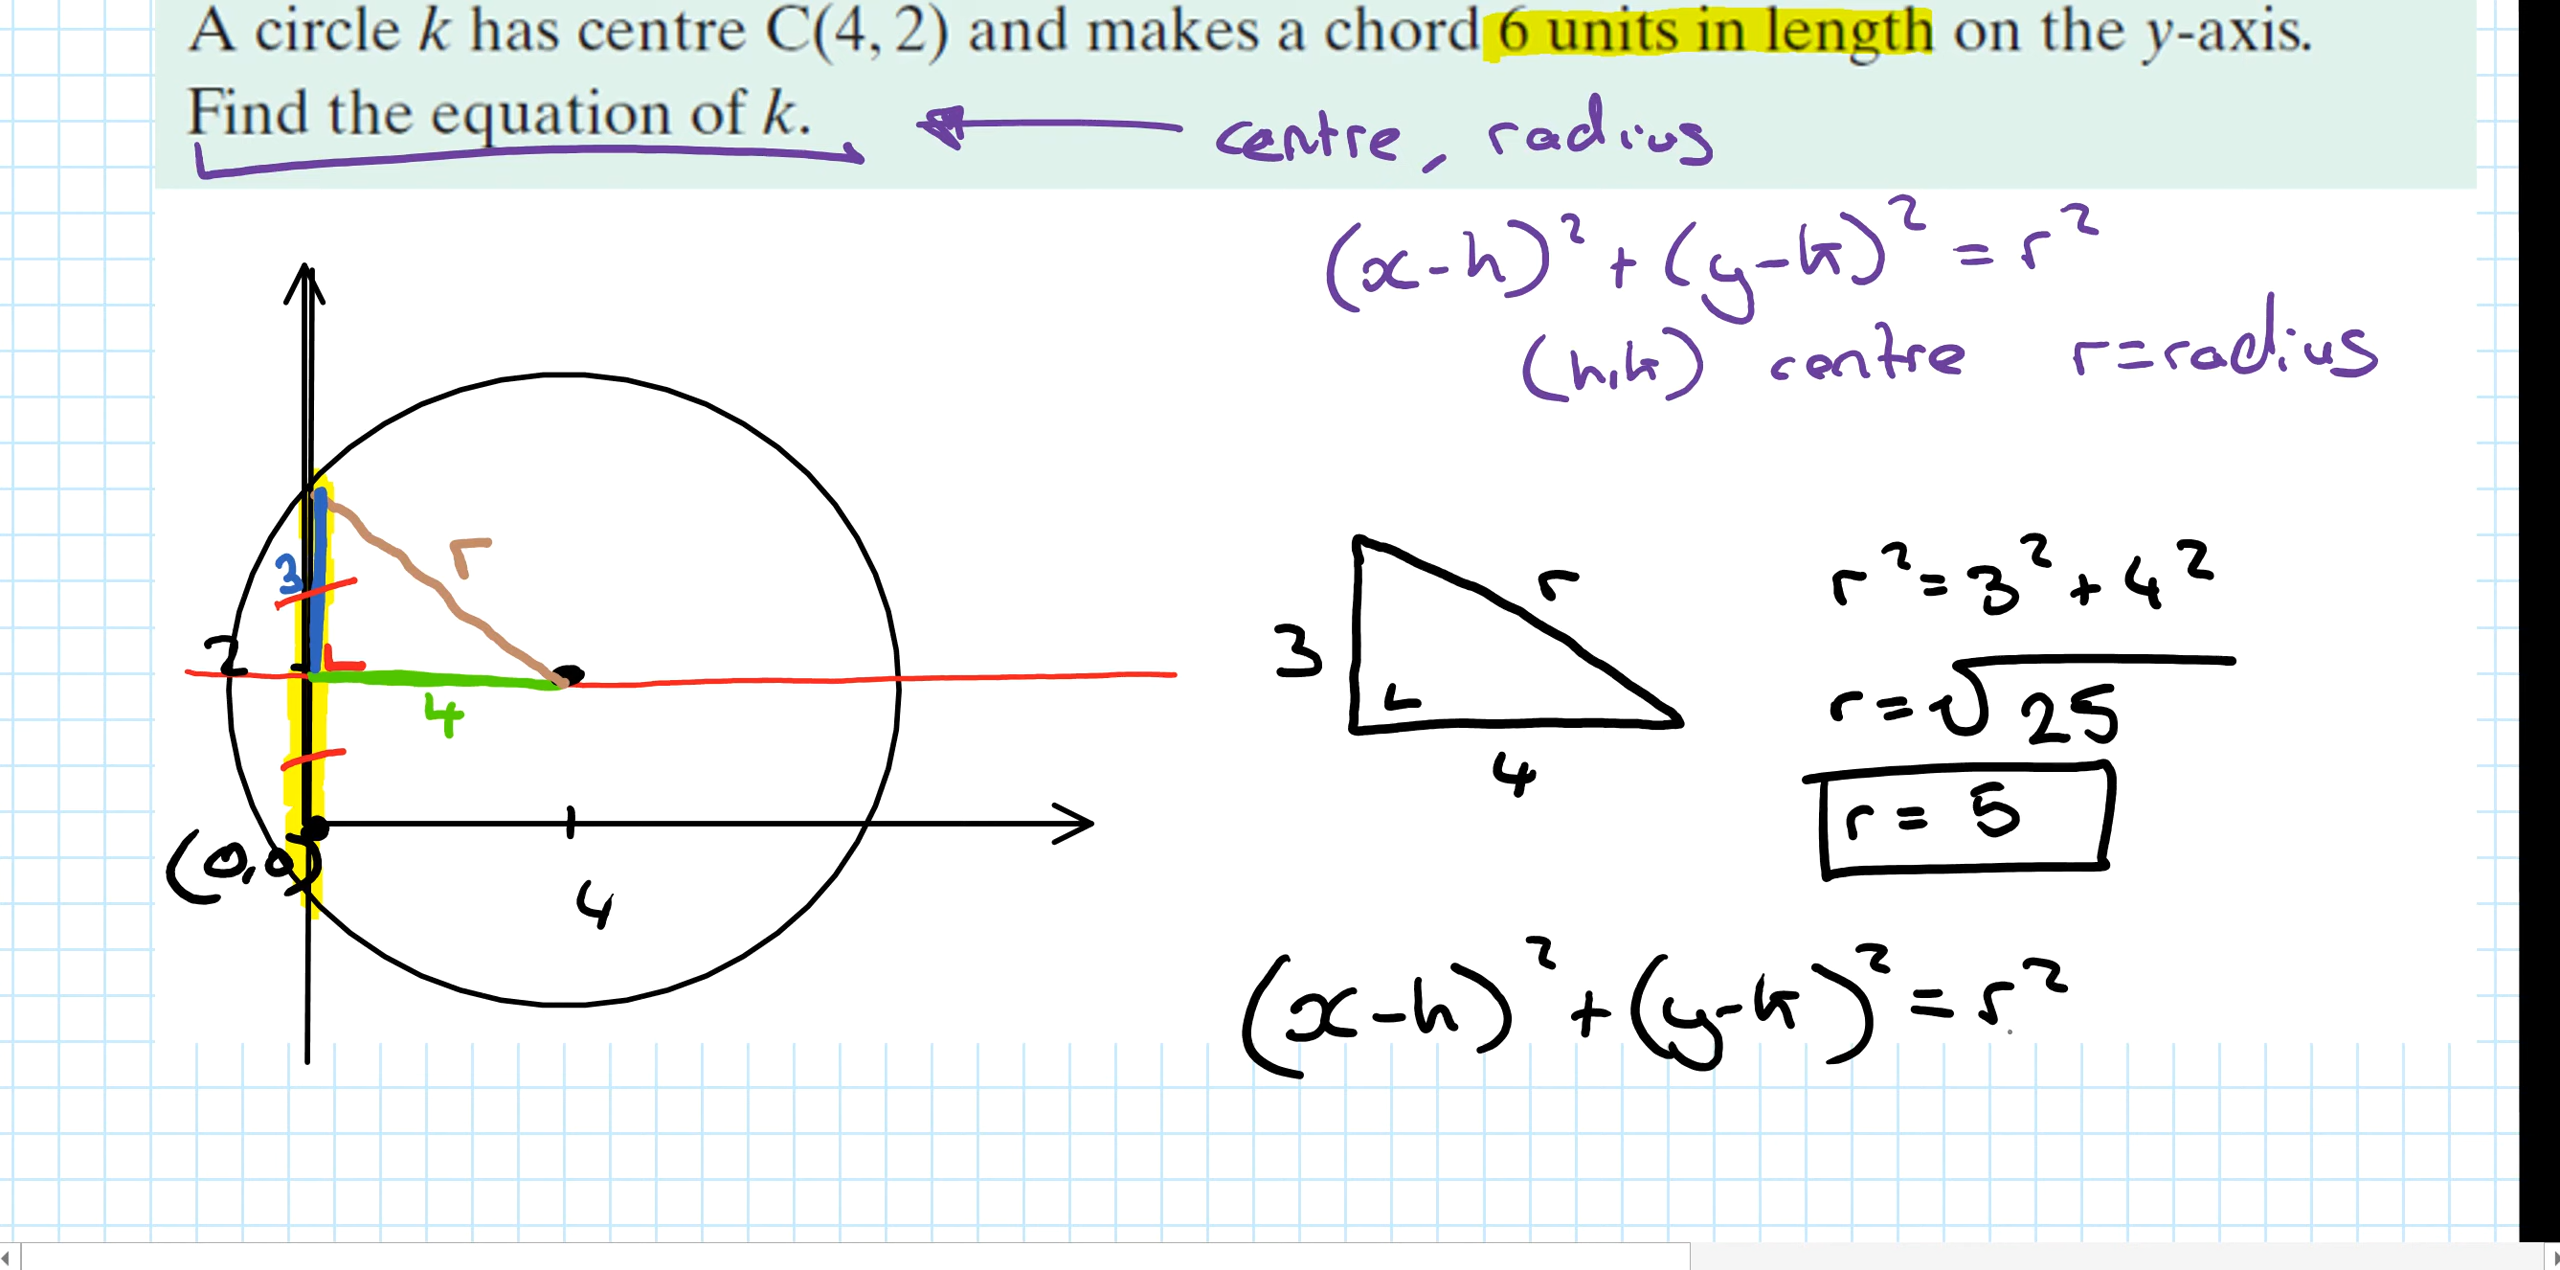 A circle k has centre C(4, 2) and makes a chord 6 units in length on the y-axis.
Find the equation of k.
centre, radius
(x-h)² + (y-k)² = r²
(h,k) centre r=radius
r
3
2
4
(0,0)
4
3
r
4
r² = 3² + 4²
r = √25
r = 5
(x-h)² + (y-k)² = r²